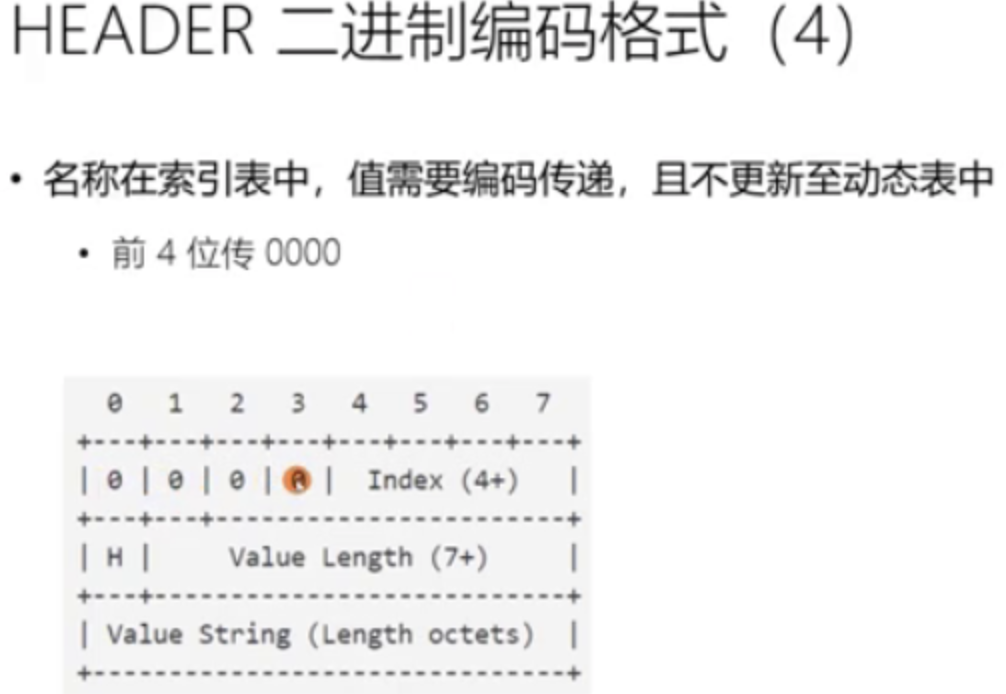 HEADER 二进制编码格式（4）
• 名称在索引表中，值需要编码传递，且不更新至动态表中
• 前 4 位传 0000
0 1 2 3 4 5 6 7
+---+---+---+---+---+---+---+---+
| 0 | 0 | 0 | 0 | Index (4+) |
+---+---+-----------------------+
| H | Value Length (7+) |
+---+---------------------------+
| Value String (Length octets) |
+-------------------------------+